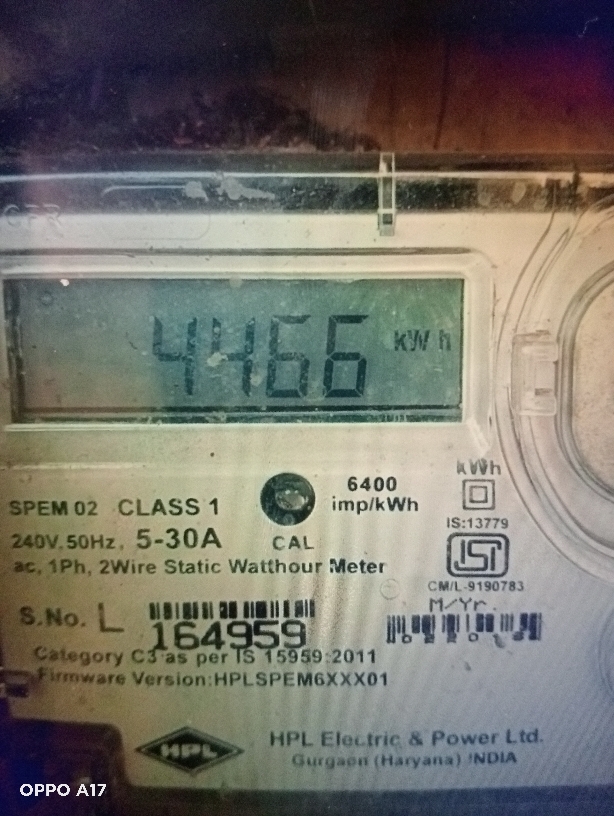 4466 kWh
kWh
6400
imp/kWh
SPEM 02 CLASS 1
IS:13779
240V, 50Hz, 5-30A
CAL
ac, 1Ph, 2Wire Static Watthour Meter
CM/L-9190783
M/Yr.
S.No. L 164959
Category C3 as per IS 15959:2011
Firmware Version:HPLSPEM6XXX01
HPL
HPL Electric & Power Ltd.
Gurgaon (Haryana) INDIA
OPPO A17